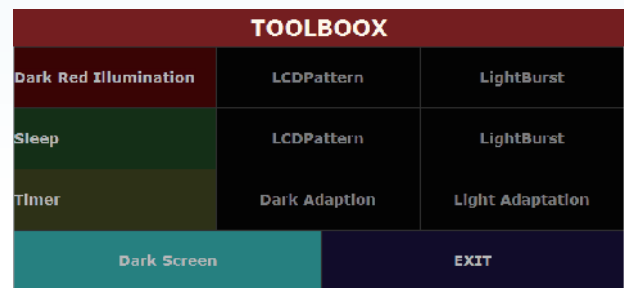 TOOLBOOX
Dark Red Illumination LCDPattern LightBurst
Sleep LCDPattern LightBurst
Timer Dark Adaption Light Adaptation
Dark Screen EXIT